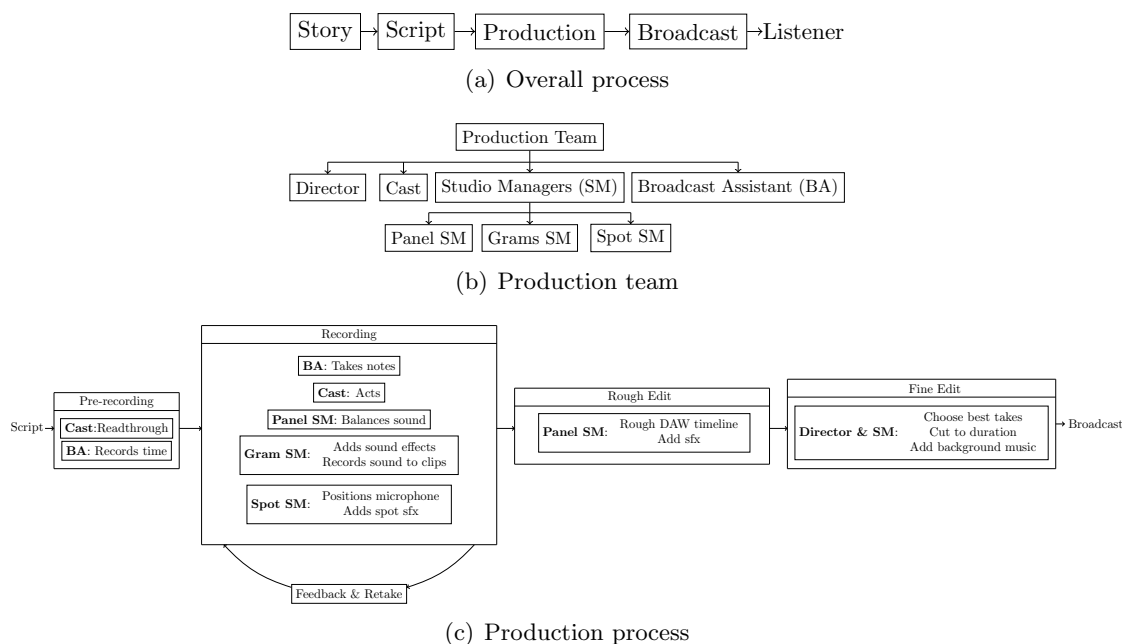 Story Script Production Broadcast Listener
(a) Overall process
Production Team
Director Cast Studio Managers (SM) Broadcast Assistant (BA)
Panel SM Grams SM Spot SM
(b) Production team
Script
Pre-recording
Cast:Readthrough
BA: Records time
Recording
BA: Takes notes
Cast: Acts
Panel SM: Balances sound
Gram SM: Adds sound effects
Records sound to clips
Spot SM: Positions microphone
Adds spot sfx
Feedback & Retake
Rough Edit
Panel SM: Rough DAW timeline
Add sfx
Fine Edit
Choose best takes
Director & SM: Cut to duration
Add background music
Broadcast
(c) Production process